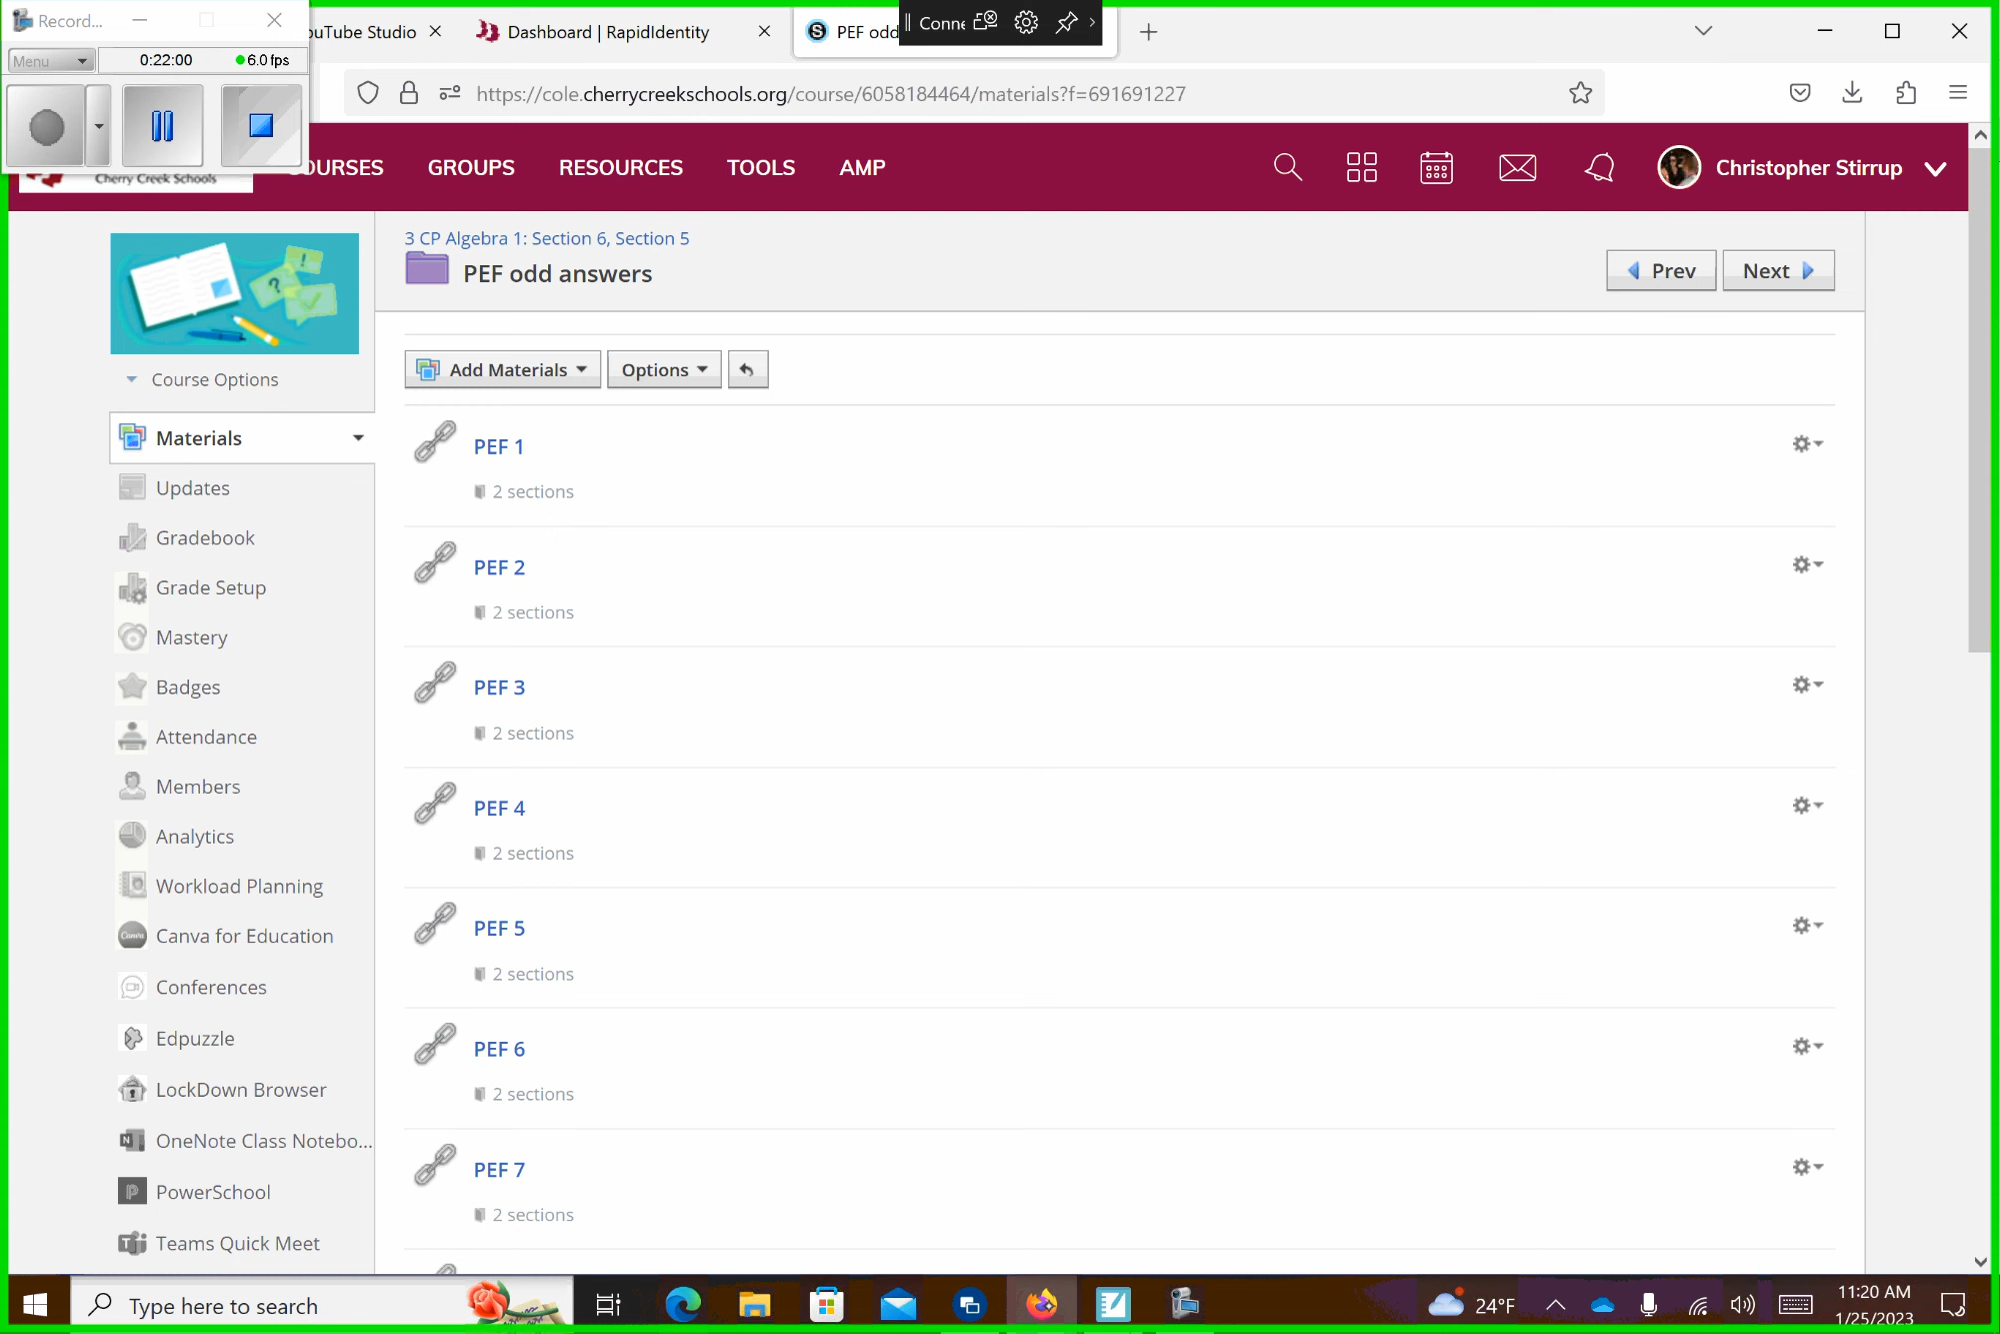 Record...
Menu
0:22:00
6.0 fps
YouTube Studio
Dashboard | RapidIdentity
PEF odd
Conne
https://cole.cherrycreekschools.org/course/6058184464/materials?f=691691227
Cherry Creek Schools
COURSES
GROUPS
RESOURCES
TOOLS
AMP
Christopher Stirrup
3 CP Algebra 1: Section 6, Section 5
PEF odd answers
Prev
Next
Course Options
Add Materials
Options
Materials
Updates
Gradebook
Grade Setup
Mastery
Badges
Attendance
Members
Analytics
Workload Planning
Canva for Education
Conferences
Edpuzzle
LockDown Browser
OneNote Class Notebo...
PowerSchool
Teams Quick Meet
PEF 1
2 sections
PEF 2
2 sections
PEF 3
2 sections
PEF 4
2 sections
PEF 5
2 sections
PEF 6
2 sections
PEF 7
2 sections
Type here to search
24°F
11:20 AM
1/25/2023